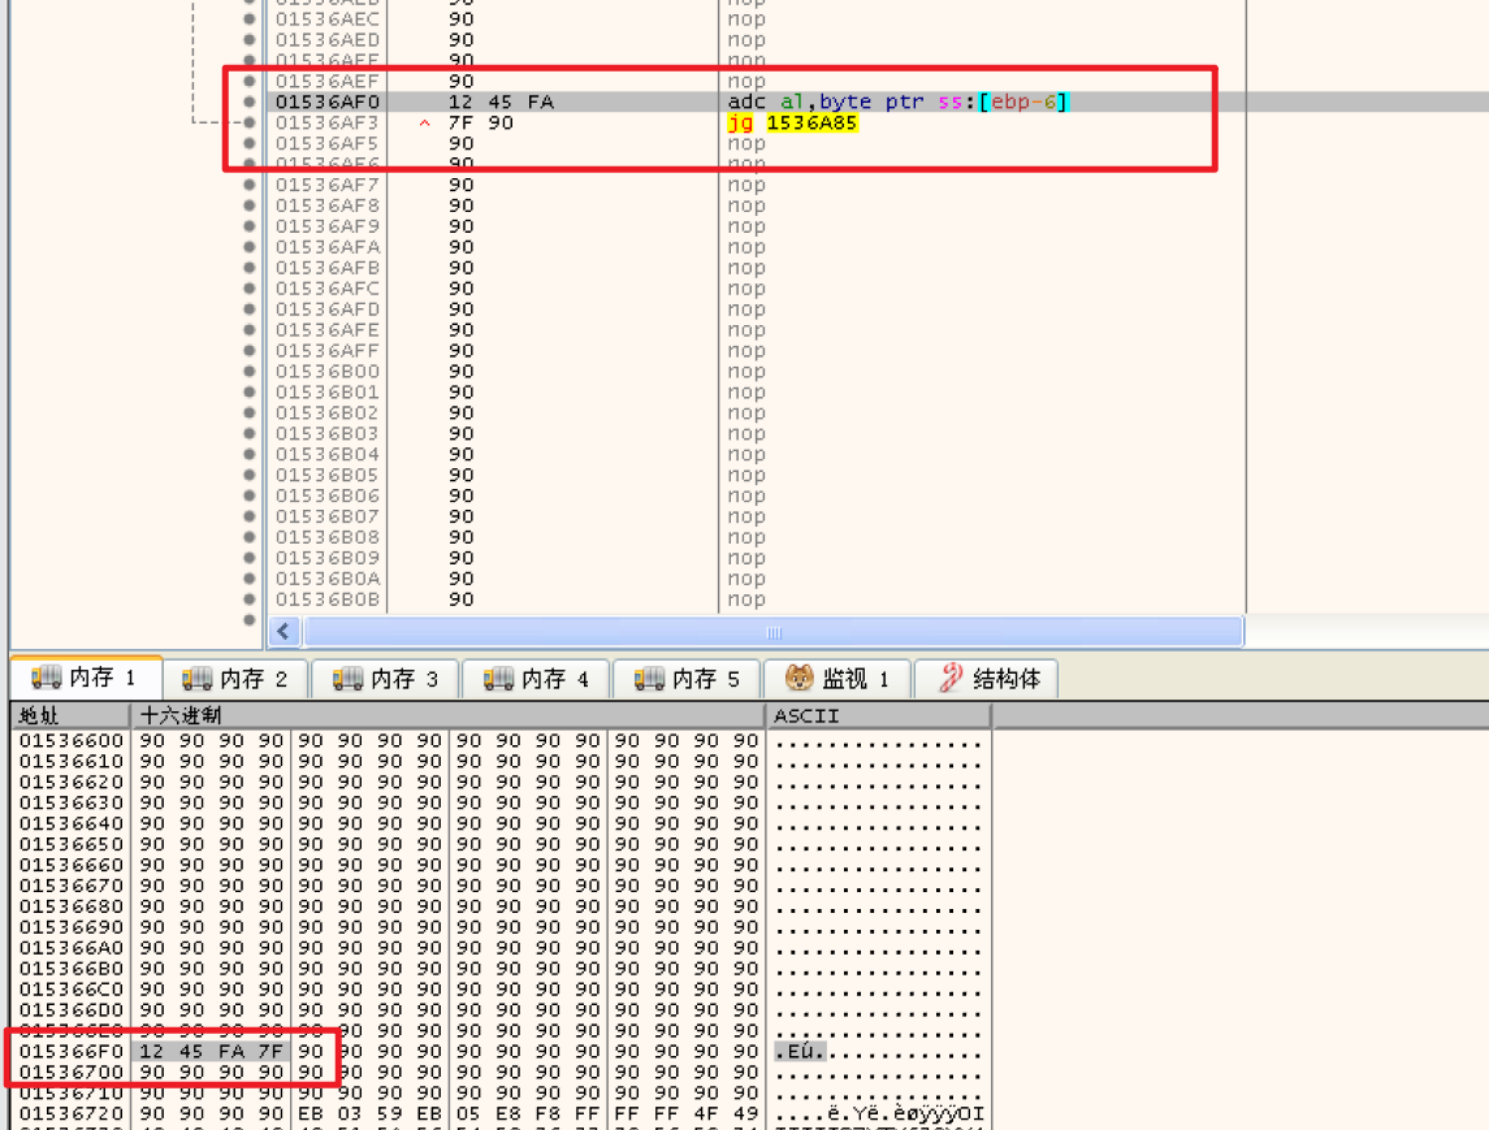 01536AEC 90 nop
01536AED 90 nop
01536AEE 90 nop
01536AEF 90 nop
01536AF0 12 45 FA adc al,byte ptr ss:[ebp-6]
01536AF3 ^ 7F 90 jg 1536A85
01536AF5 90 nop
01536AF6 90 nop
01536AF7 90 nop
01536AF8 90 nop
01536AF9 90 nop
01536AFA 90 nop
01536AFB 90 nop
01536AFC 90 nop
01536AFD 90 nop
01536AFE 90 nop
01536AFF 90 nop
01536B00 90 nop
01536B01 90 nop
01536B02 90 nop
01536B03 90 nop
01536B04 90 nop
01536B05 90 nop
01536B06 90 nop
01536B07 90 nop
01536B08 90 nop
01536B09 90 nop
01536B0A 90 nop
01536B0B 90 nop
内存 1 内存 2 内存 3 内存 4 内存 5 监视 1 结构体
地址 十六进制 ASCII
01536600 90 90 90 90 90 90 90 90 90 90 90 90 90 90 90 90 ................
01536610 90 90 90 90 90 90 90 90 90 90 90 90 90 90 90 90 ................
01536620 90 90 90 90 90 90 90 90 90 90 90 90 90 90 90 90 ................
01536630 90 90 90 90 90 90 90 90 90 90 90 90 90 90 90 90 ................
01536640 90 90 90 90 90 90 90 90 90 90 90 90 90 90 90 90 ................
01536650 90 90 90 90 90 90 90 90 90 90 90 90 90 90 90 90 ................
01536660 90 90 90 90 90 90 90 90 90 90 90 90 90 90 90 90 ................
01536670 90 90 90 90 90 90 90 90 90 90 90 90 90 90 90 90 ................
01536680 90 90 90 90 90 90 90 90 90 90 90 90 90 90 90 90 ................
01536690 90 90 90 90 90 90 90 90 90 90 90 90 90 90 90 90 ................
015366A0 90 90 90 90 90 90 90 90 90 90 90 90 90 90 90 90 ................
015366B0 90 90 90 90 90 90 90 90 90 90 90 90 90 90 90 90 ................
015366C0 90 90 90 90 90 90 90 90 90 90 90 90 90 90 90 90 ................
015366D0 90 90 90 90 90 90 90 90 90 90 90 90 90 90 90 90 ................
015366E0 90 90 90 90 90 90 90 90 90 90 90 90 90 90 90 90 ................
015366F0 12 45 FA 7F 90 90 90 90 90 90 90 90 90 90 90 90 .Eú.............
01536700 90 90 90 90 90 90 90 90 90 90 90 90 90 90 90 90 ................
01536710 90 90 90 90 90 90 90 90 90 90 90 90 90 90 90 90 ................
01536720 90 90 90 90 EB 03 59 EB 05 E8 F8 FF FF FF 4F 49 ....ë.Yë.èøÿÿÿOI